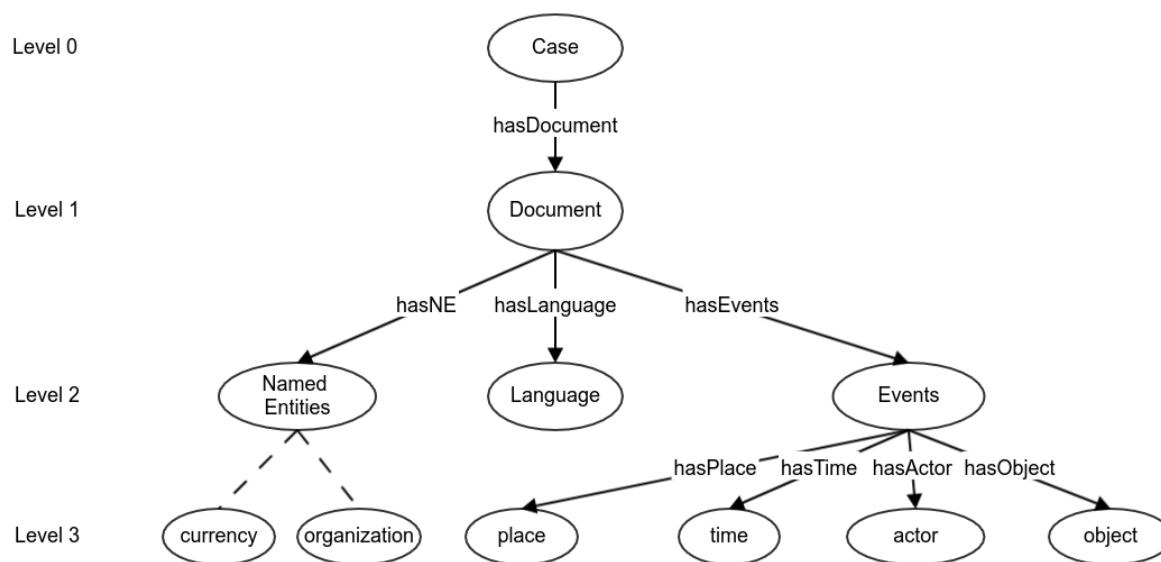 Level 0
Case
hasDocument
Level 1
Document
hasNE
hasLanguage
hasEvents
Level 2
Named
Entities
Language
Events
hasPlace
hasTime
hasActor
hasObject
Level 3
currency
organization
place
time
actor
object